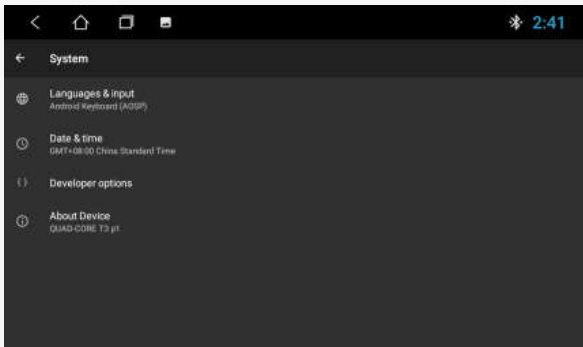 2:41
System
Languages & input
Android Keyboard (AOSP)
Date & time
GMT+08:00 China Standard Time
Developer options
About Device
QUAD-CORE T3 p1